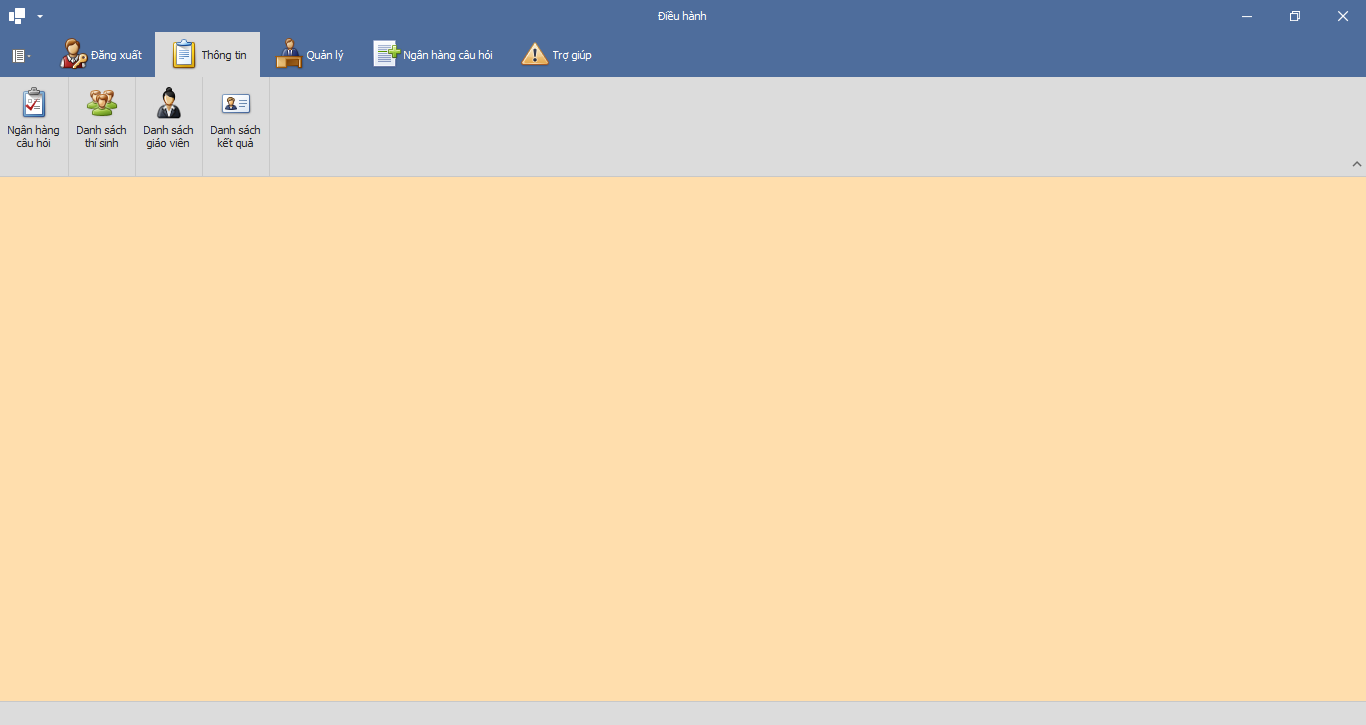 Điều hành
Đăng xuất
Thông tin
Quản lý
Ngân hàng câu hỏi
Trợ giúp
Ngân hàng
câu hỏi
Danh sách
thí sinh
Danh sách
giáo viên
Danh sách
kết quả